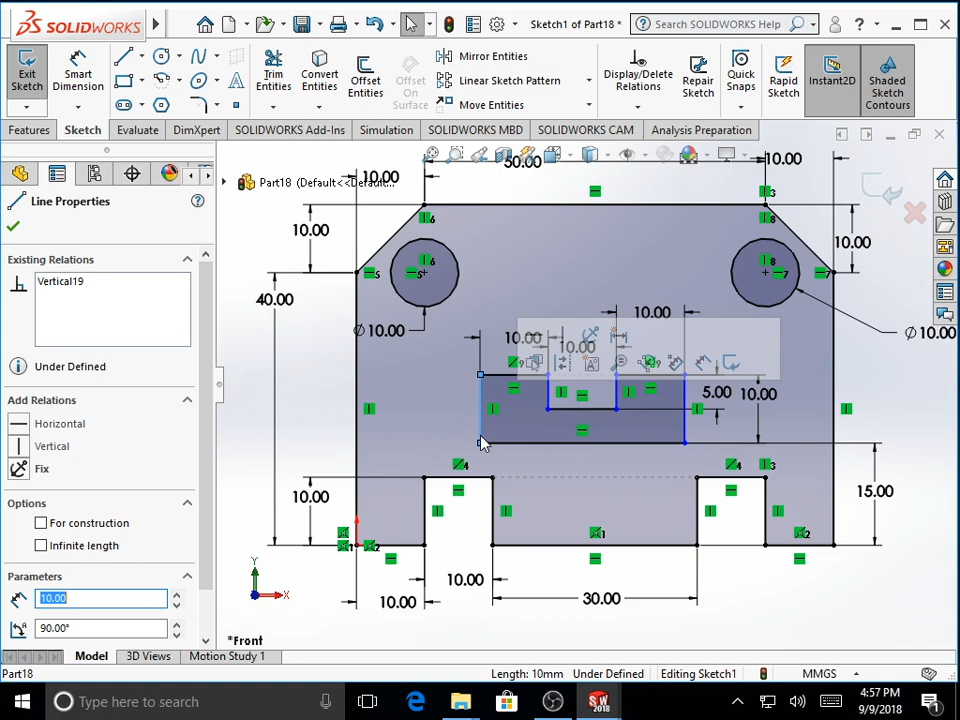 SOLIDWORKS
Sketch1 of Part18 *
Search SOLIDWORKS Help
Exit Sketch
Smart Dimension
Trim Entities
Convert Entities
Offset Entities
Offset On Surface
Mirror Entities
Linear Sketch Pattern
Move Entities
Display/Delete Relations
Repair Sketch
Quick Snaps
Rapid Sketch
Instant2D
Shaded Sketch Contours
Features
Sketch
Evaluate
DimXpert
SOLIDWORKS Add-Ins
Simulation
SOLIDWORKS MBD
SOLIDWORKS CAM
Analysis Preparation
Part18 (Default<<Default...
Line Properties
Existing Relations
Vertical19
Under Defined
Add Relations
Horizontal
Vertical
Fix
Options
For construction
Infinite length
Parameters
10.00
90.00°
50.00
10.00
10.00
10.00
10.00
40.00
Ø10.00
Ø10.00
10.00
10.00
10.00
5.00
10.00
15.00
10.00
10.00
10.00
30.00
Y
X
*Front
Model
3D Views
Motion Study 1
Part18
Length: 10mm
Under Defined
Editing Sketch1
MMGS
Type here to search
SW
2018
4:57 PM
9/9/2018
1